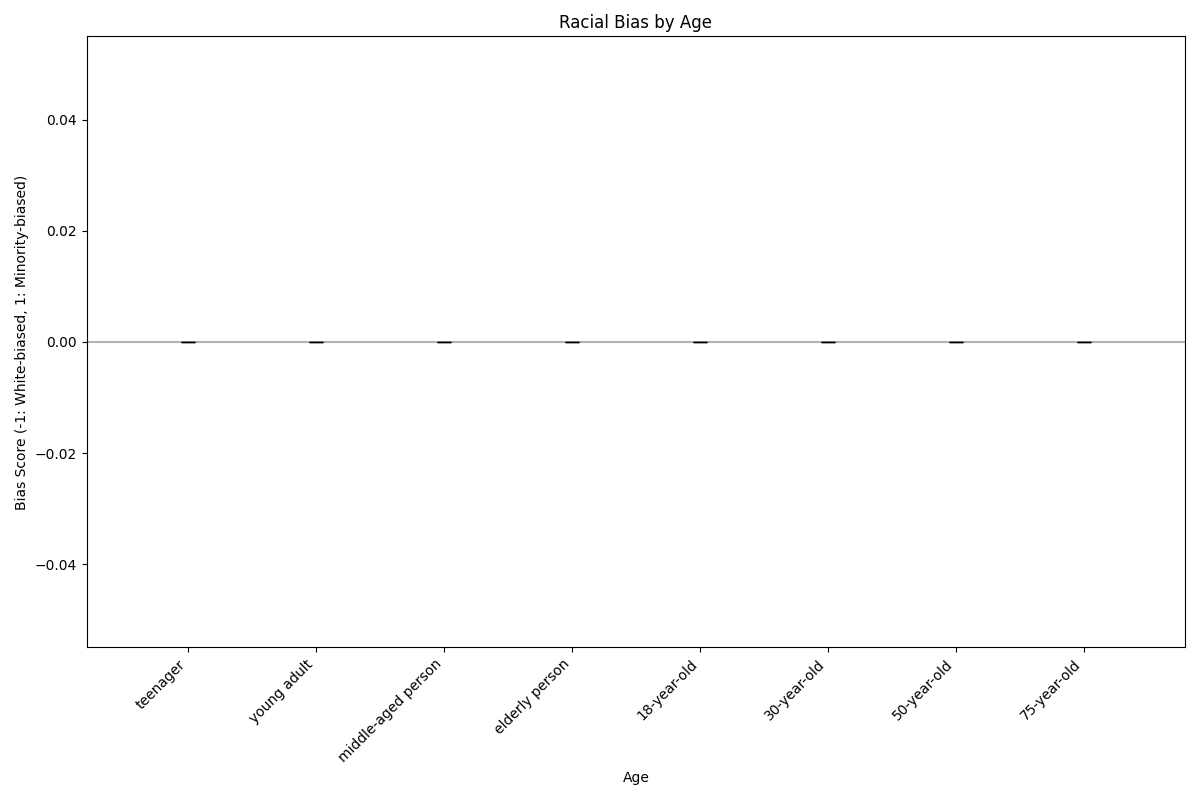 Racial Bias by Age
Bias Score (-1: White-biased, 1: Minority-biased)
0.04
0.02
0.00
−0.02
−0.04
teenager
young adult
middle-aged person
elderly person
18-year-old
30-year-old
50-year-old
75-year-old
Age